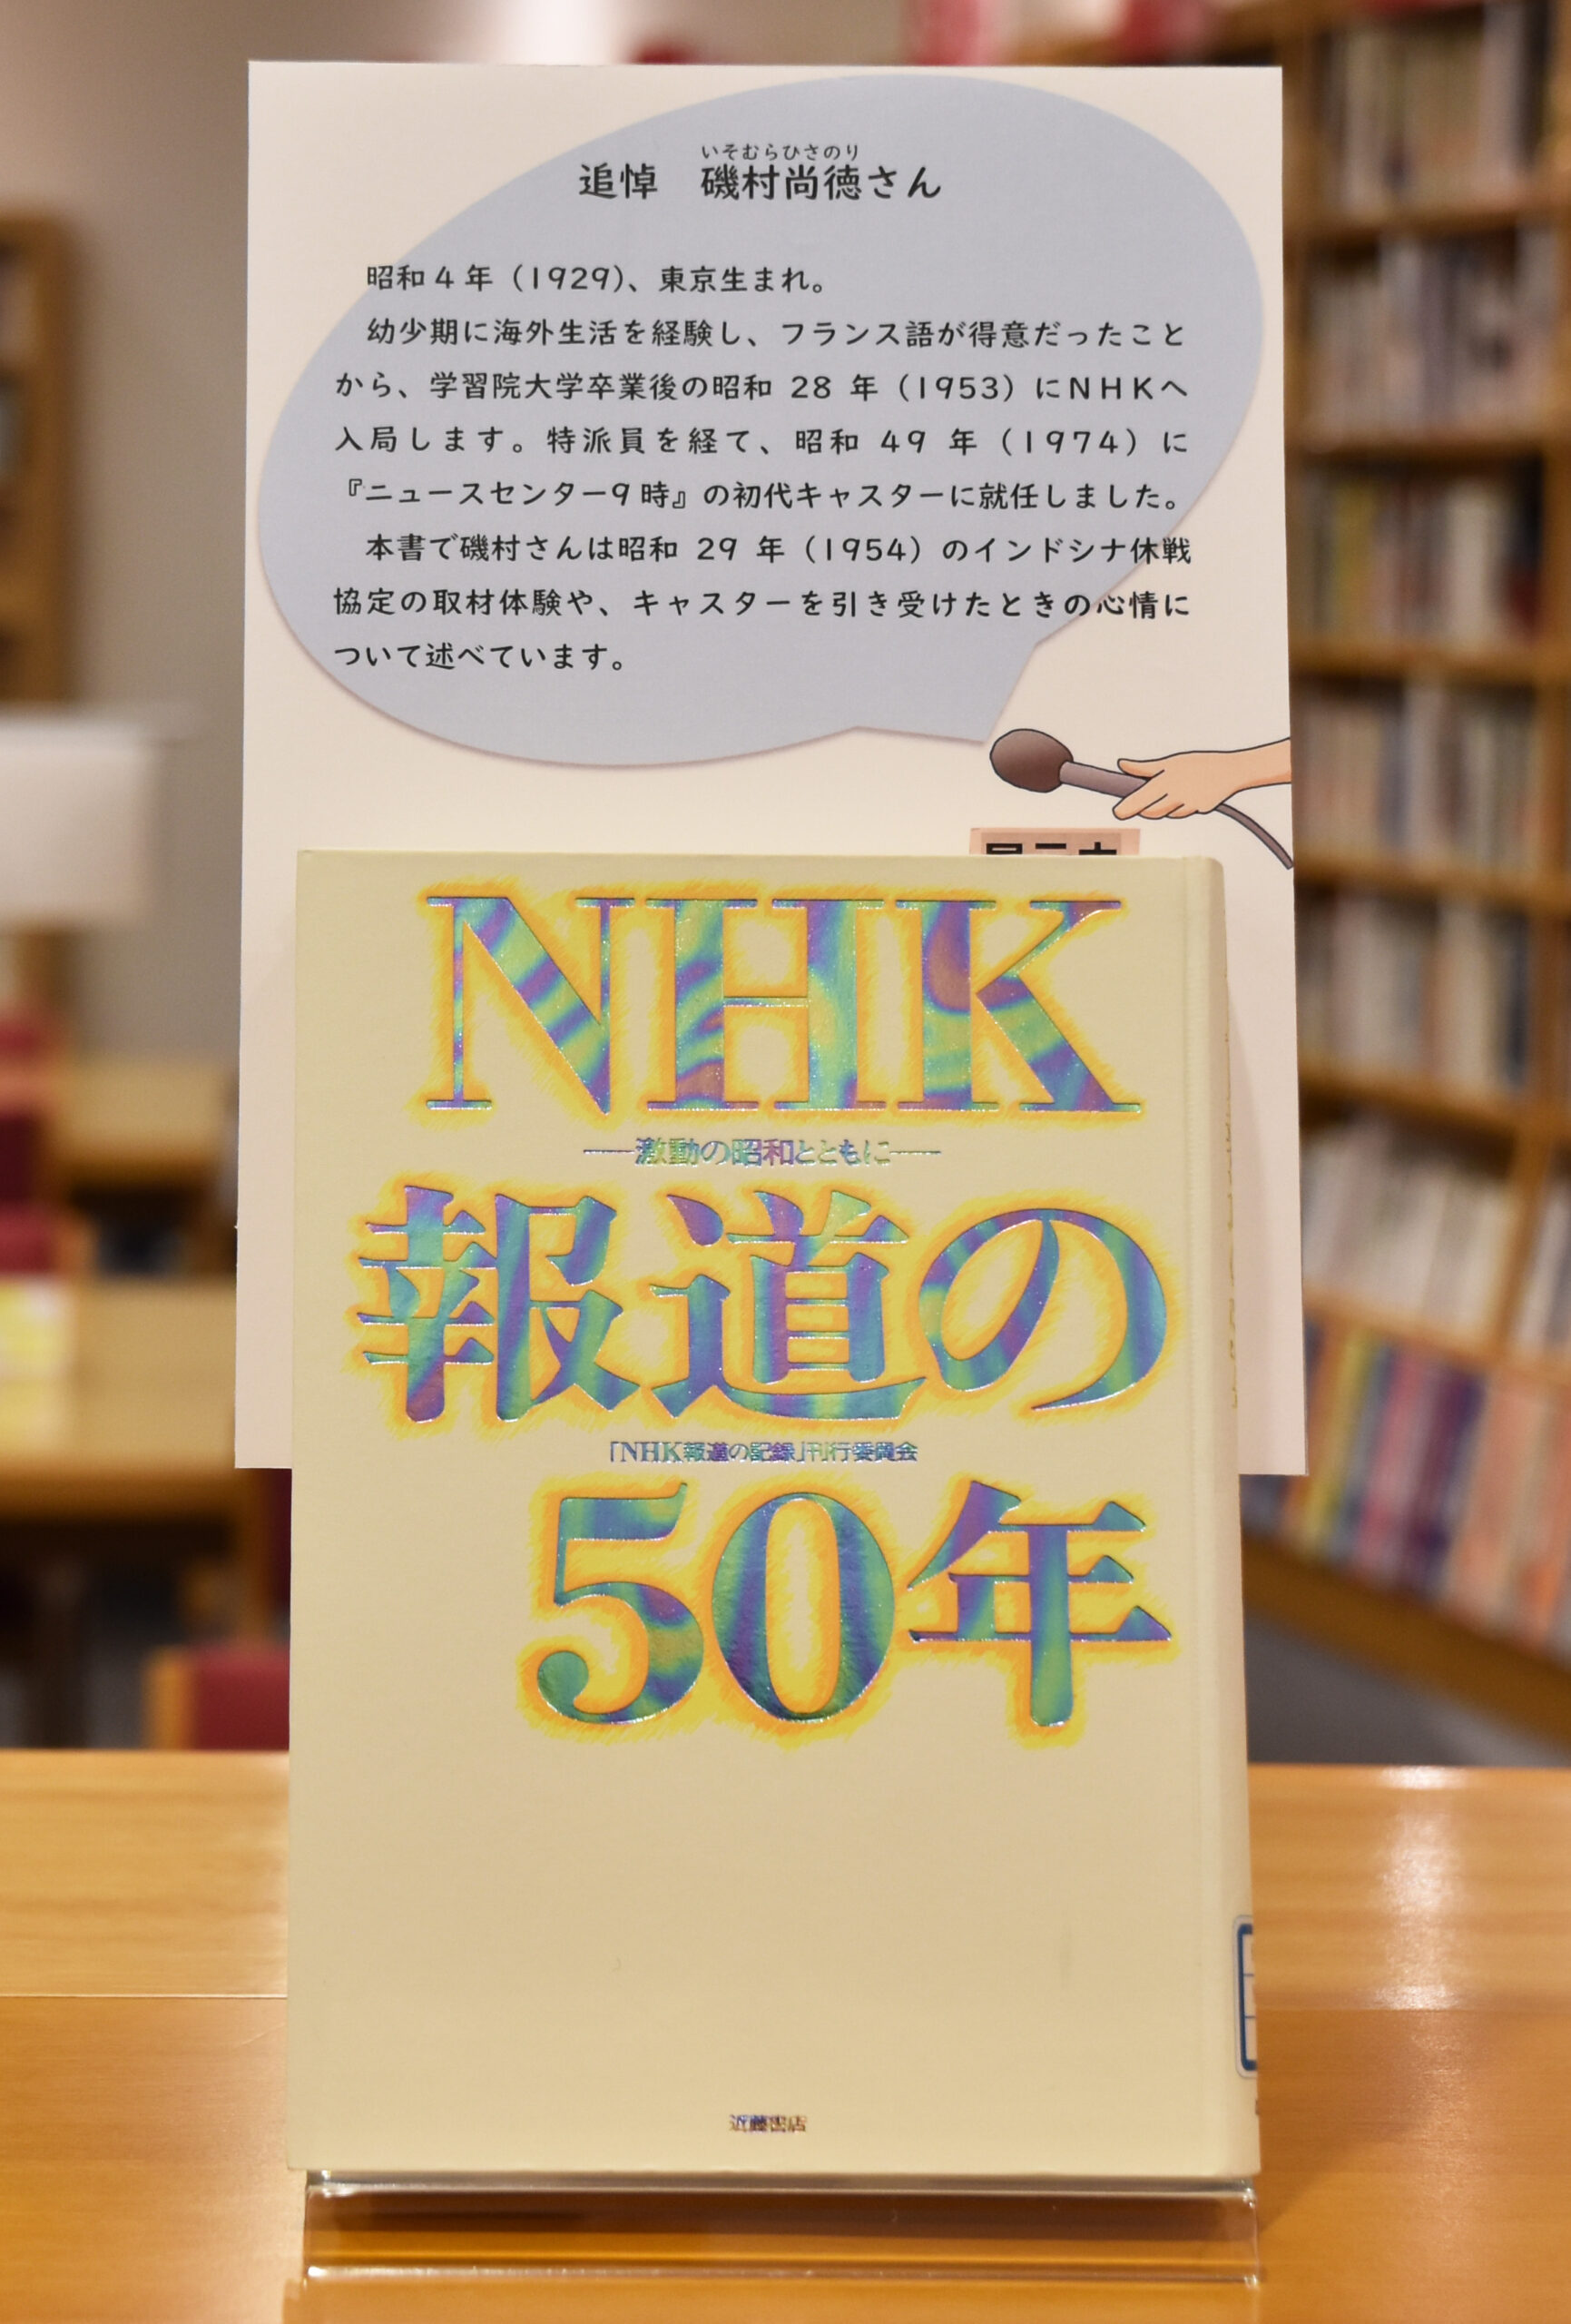 いそむらひさのり
追悼　磯村尚徳さん
昭和4年（1929）、東京生まれ。
幼少期に海外生活を経験し、フランス語が得意だったこと
から、学習院大学卒業後の昭和 28 年（1953）にNHKへ
入局します。特派員を経て、昭和 49 年（1974）に
『ニュースセンター9時』の初代キャスターに就任しました。
本書で磯村さんは昭和 29 年（1954）のインドシナ休戦
協定の取材体験や、キャスターを引き受けたときの心情に
ついて述べています。
NHK
――激動の昭和とともに――
報道の
「NHK報道の記録」刊行委員会
50年
近藤書店